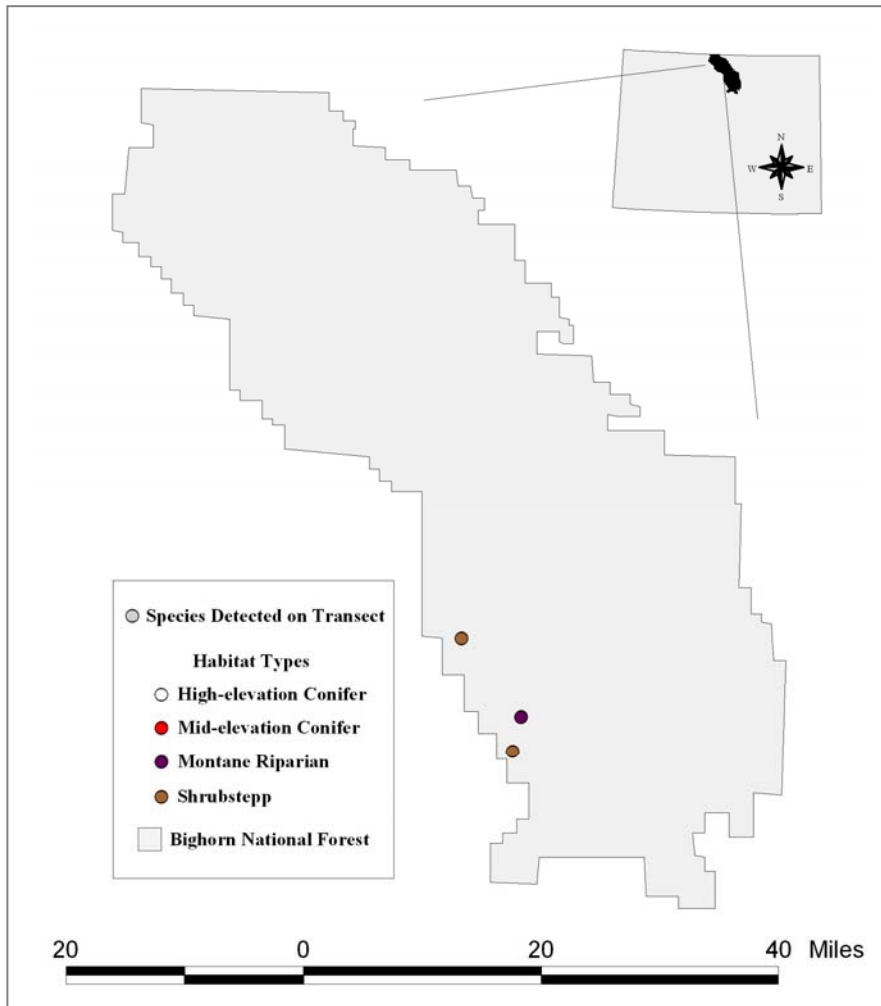 N
W E
S
Species Detected on Transect
Habitat Types
High-elevation Conifer
Mid-elevation Conifer
Montane Riparian
Shrubstepp
Bighorn National Forest
20 0 20 40 Miles